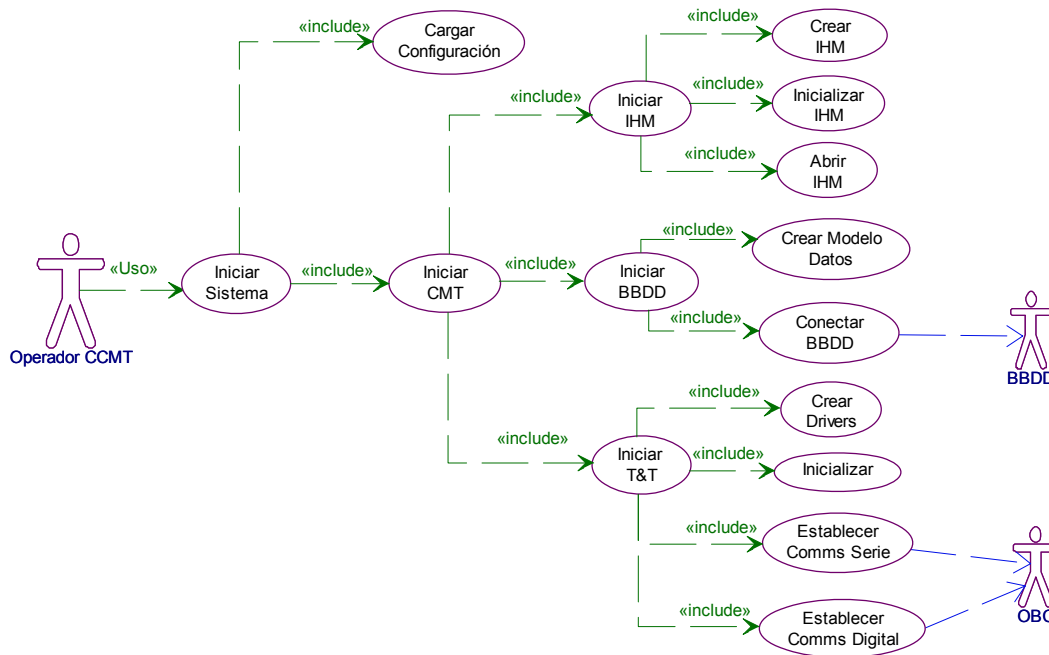 «include»
Cargar
Configuración
«include»
Crear
IHM
«include»
Iniciar
IHM
«include»
Inicializar
IHM
«include»
Abrir
IHM
«Uso»
Operador CCMT
Iniciar
Sistema
«include»
Iniciar
CMT
«include»
Iniciar
BBDD
«include»
Crear Modelo
Datos
«include»
Conectar
BBDD
BBDD
«include»
Iniciar
T&T
«include»
Crear
Drivers
«include»
Inicializar
«include»
Establecer
Comms Serie
«include»
Establecer
Comms Digital
OBC